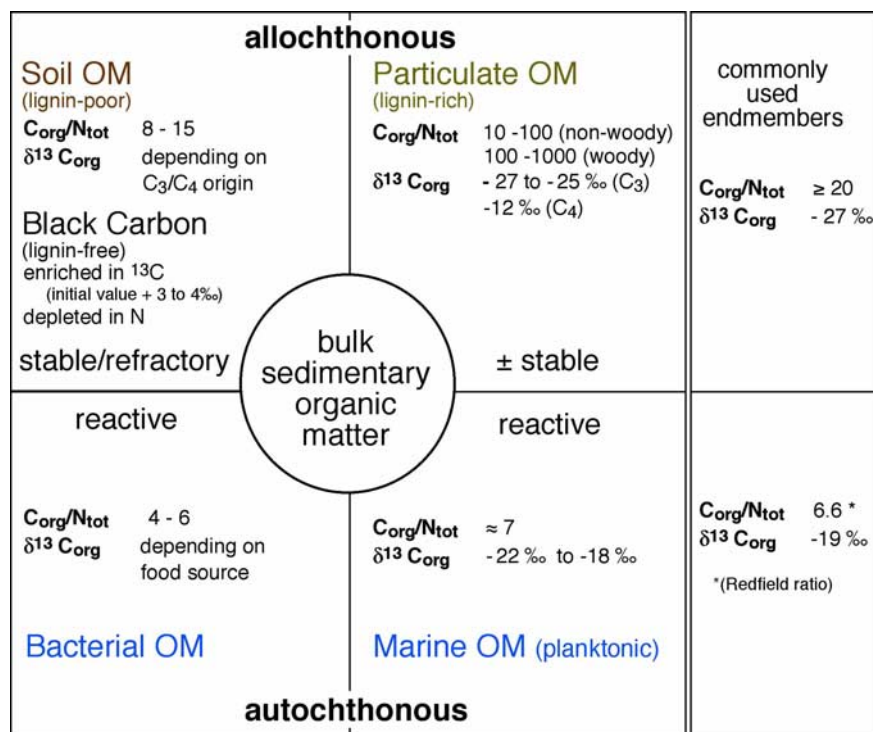 allochthonous
Soil OM
(lignin-poor)
Corg/Ntot 8 - 15
δ13 Corg depending on
C3/C4 origin
Black Carbon
(lignin-free)
enriched in 13C
(initial value + 3 to 4‰)
depleted in N
stable/refractory
Particulate OM
(lignin-rich)
Corg/Ntot 10 -100 (non-woody)
100 -1000 (woody)
δ13 Corg - 27 to - 25 ‰ (C3)
-12 ‰ (C4)
± stable
commonly
used
endmembers
Corg/Ntot ≥ 20
δ13 Corg - 27 ‰
bulk
sedimentary
organic
matter
reactive
Corg/Ntot 4 - 6
δ13 Corg depending on
food source
Bacterial OM
reactive
Corg/Ntot ≈ 7
δ13 Corg -22 ‰ to -18 ‰
Marine OM (planktonic)
autochthonous
Corg/Ntot 6.6 *
δ13 Corg -19 ‰
*(Redfield ratio)